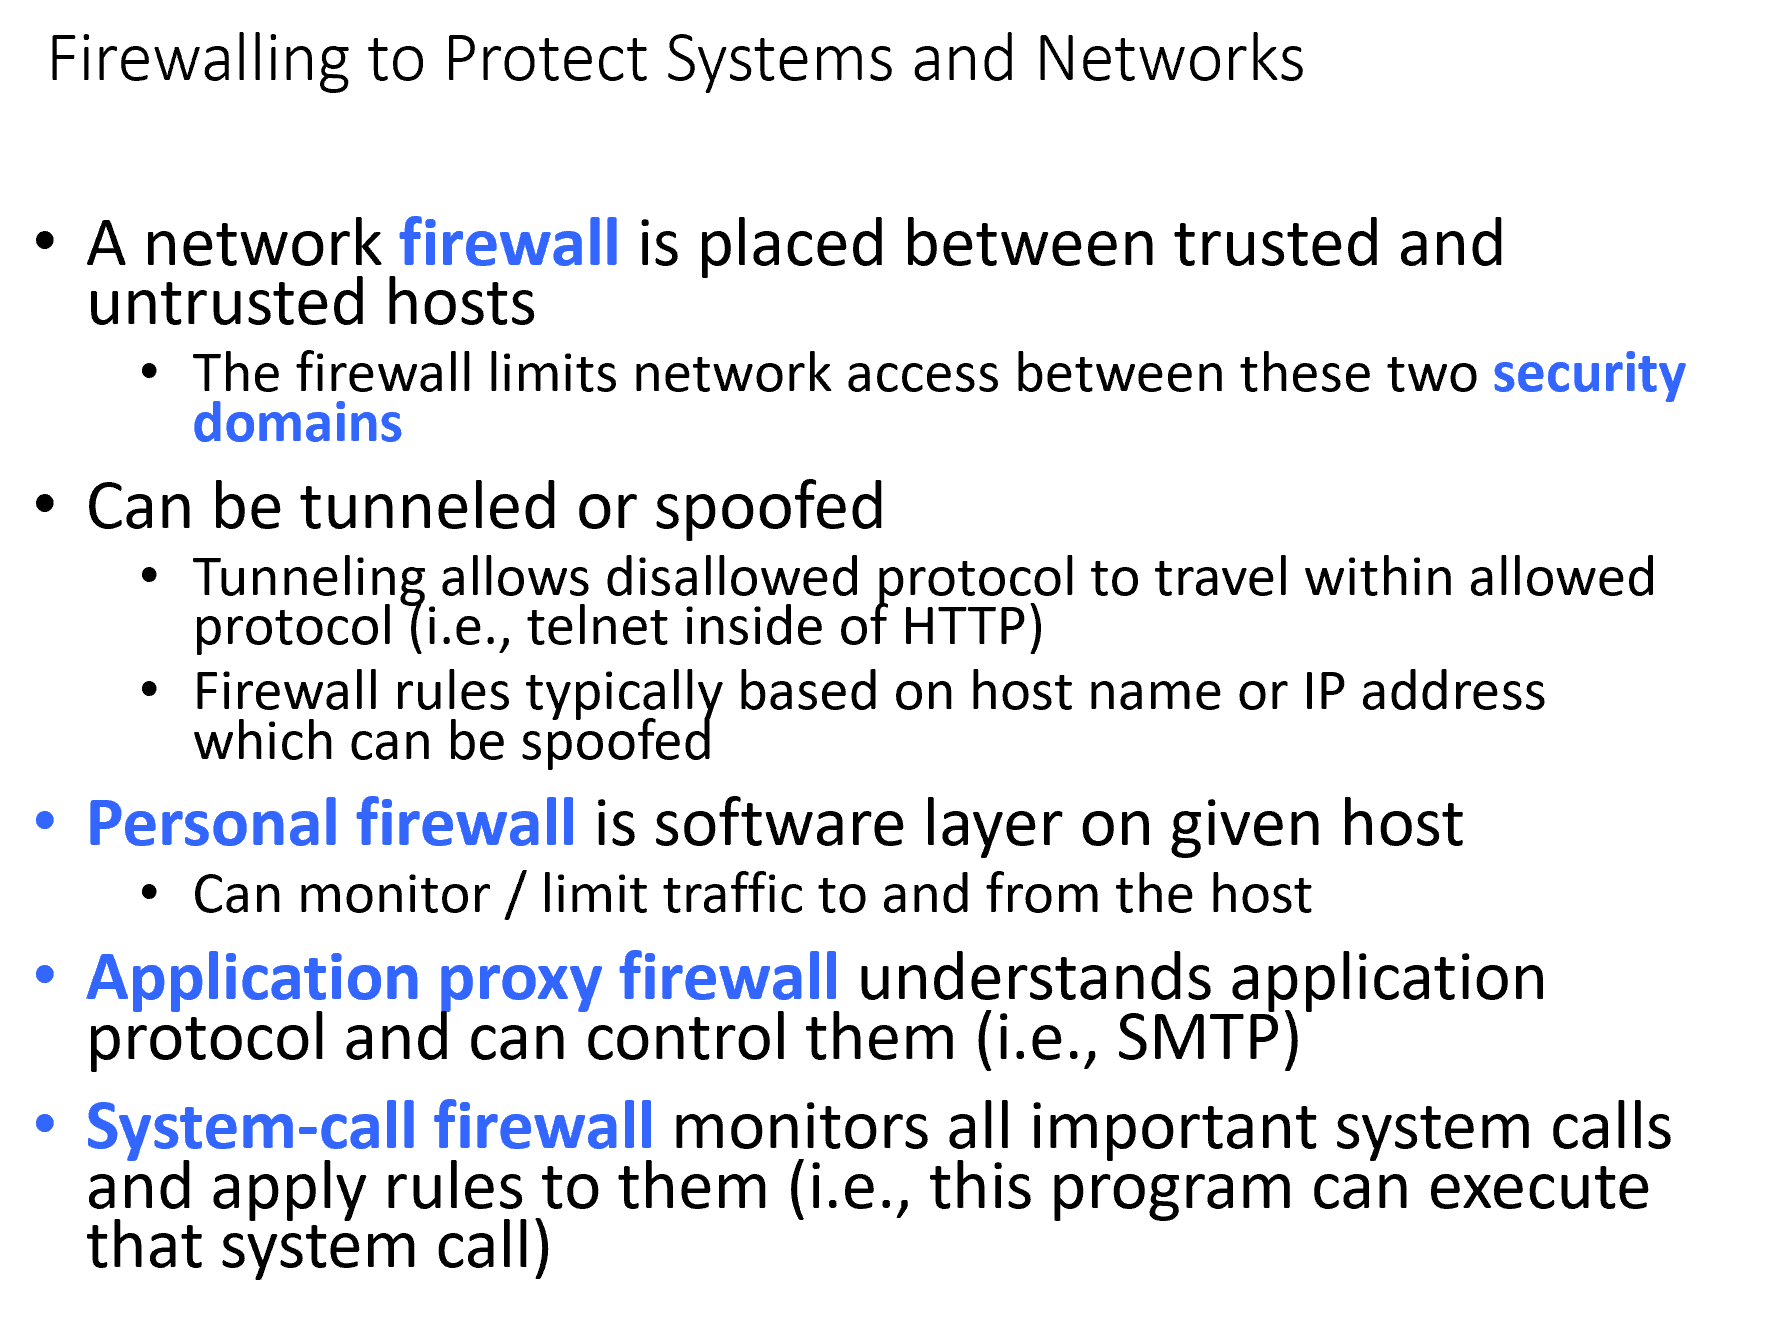 Firewalling to Protect Systems and Networks
• A network firewall is placed between trusted and
untrusted hosts
• The firewall limits network access between these two security
domains
• Can be tunneled or spoofed
• Tunneling allows disallowed protocol to travel within allowed
protocol (i.e., telnet inside of HTTP)
• Firewall rules typically based on host name or IP address
which can be spoofed
• Personal firewall is software layer on given host
• Can monitor / limit traffic to and from the host
• Application proxy firewall understands application
protocol and can control them (i.e., SMTP)
• System-call firewall monitors all important system calls
and apply rules to them (i.e., this program can execute
that system call)